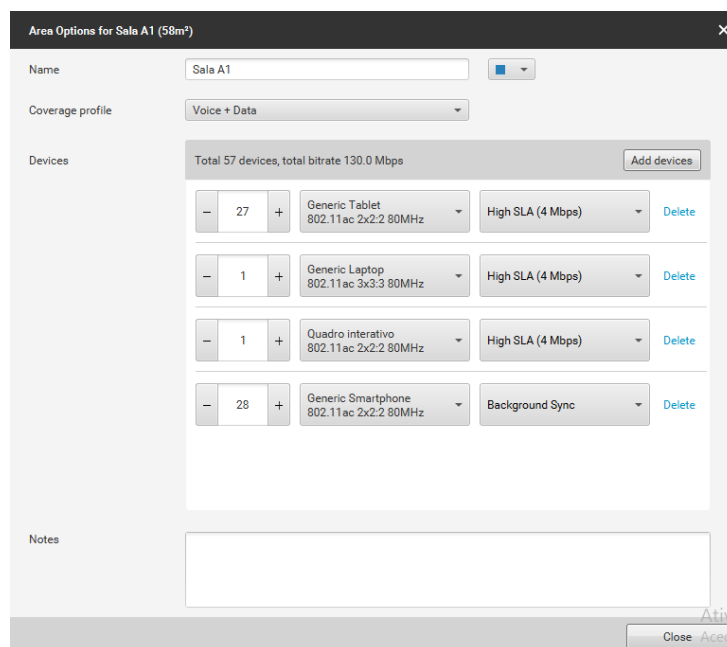 Area Options for Sala A1 (58m²)
Name
Sala A1
Coverage profile
Voice + Data
Devices
Total 57 devices, total bitrate 130.0 Mbps
Add devices
− 27 +
Generic Tablet
802.11ac 2x2:2 80MHz
High SLA (4 Mbps)
Delete
− 1 +
Generic Laptop
802.11ac 3x3:3 80MHz
High SLA (4 Mbps)
Delete
− 1 +
Quadro interativo
802.11ac 2x2:2 80MHz
High SLA (4 Mbps)
Delete
− 28 +
Generic Smartphone
802.11ac 2x2:2 80MHz
Background Sync
Delete
Notes
Close